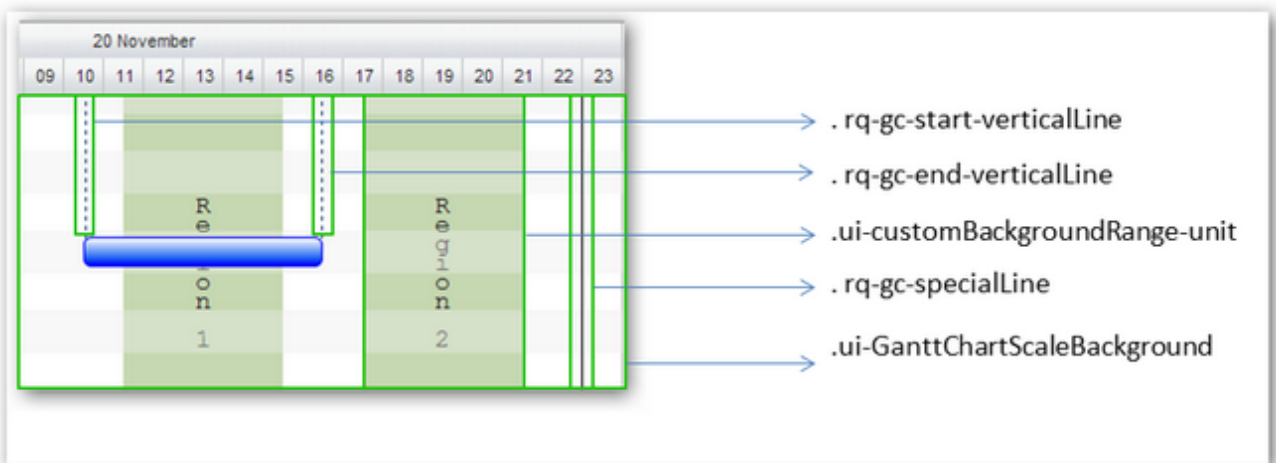 20 November
09 10 11 12 13 14 15 16 17 18 19 20 21 22 23
. rq-gc-start-verticalLine
. rq-gc-end-verticalLine
.ui-customBackgroundRange-unit
. rq-gc-specialLine
.ui-GanttChartScaleBackground
R
e
i
o
n
1
R
e
g
i
o
n
2